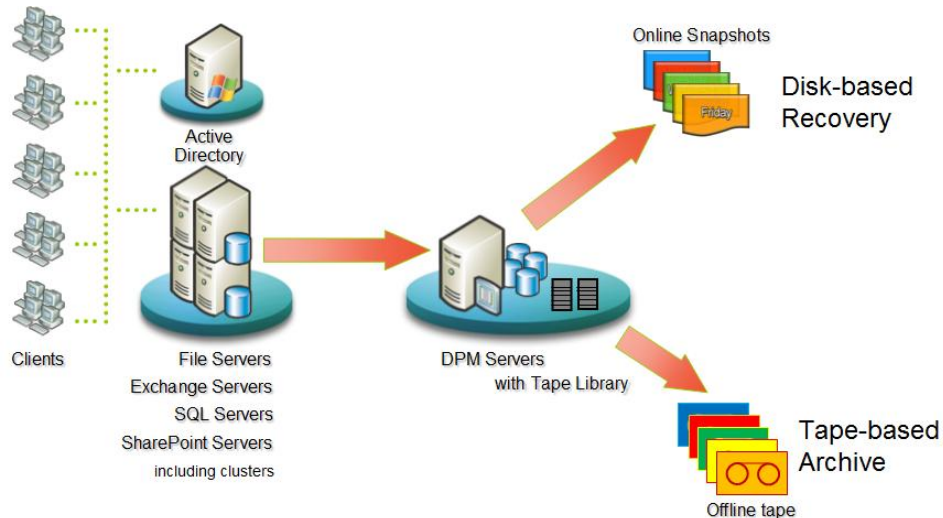 Clients
Active
Directory
File Servers
Exchange Servers
SQL Servers
SharePoint Servers
including clusters
DPM Servers
with Tape Library
Online Snapshots
Friday
Disk-based
Recovery
Tape-based
Archive
Offline tape